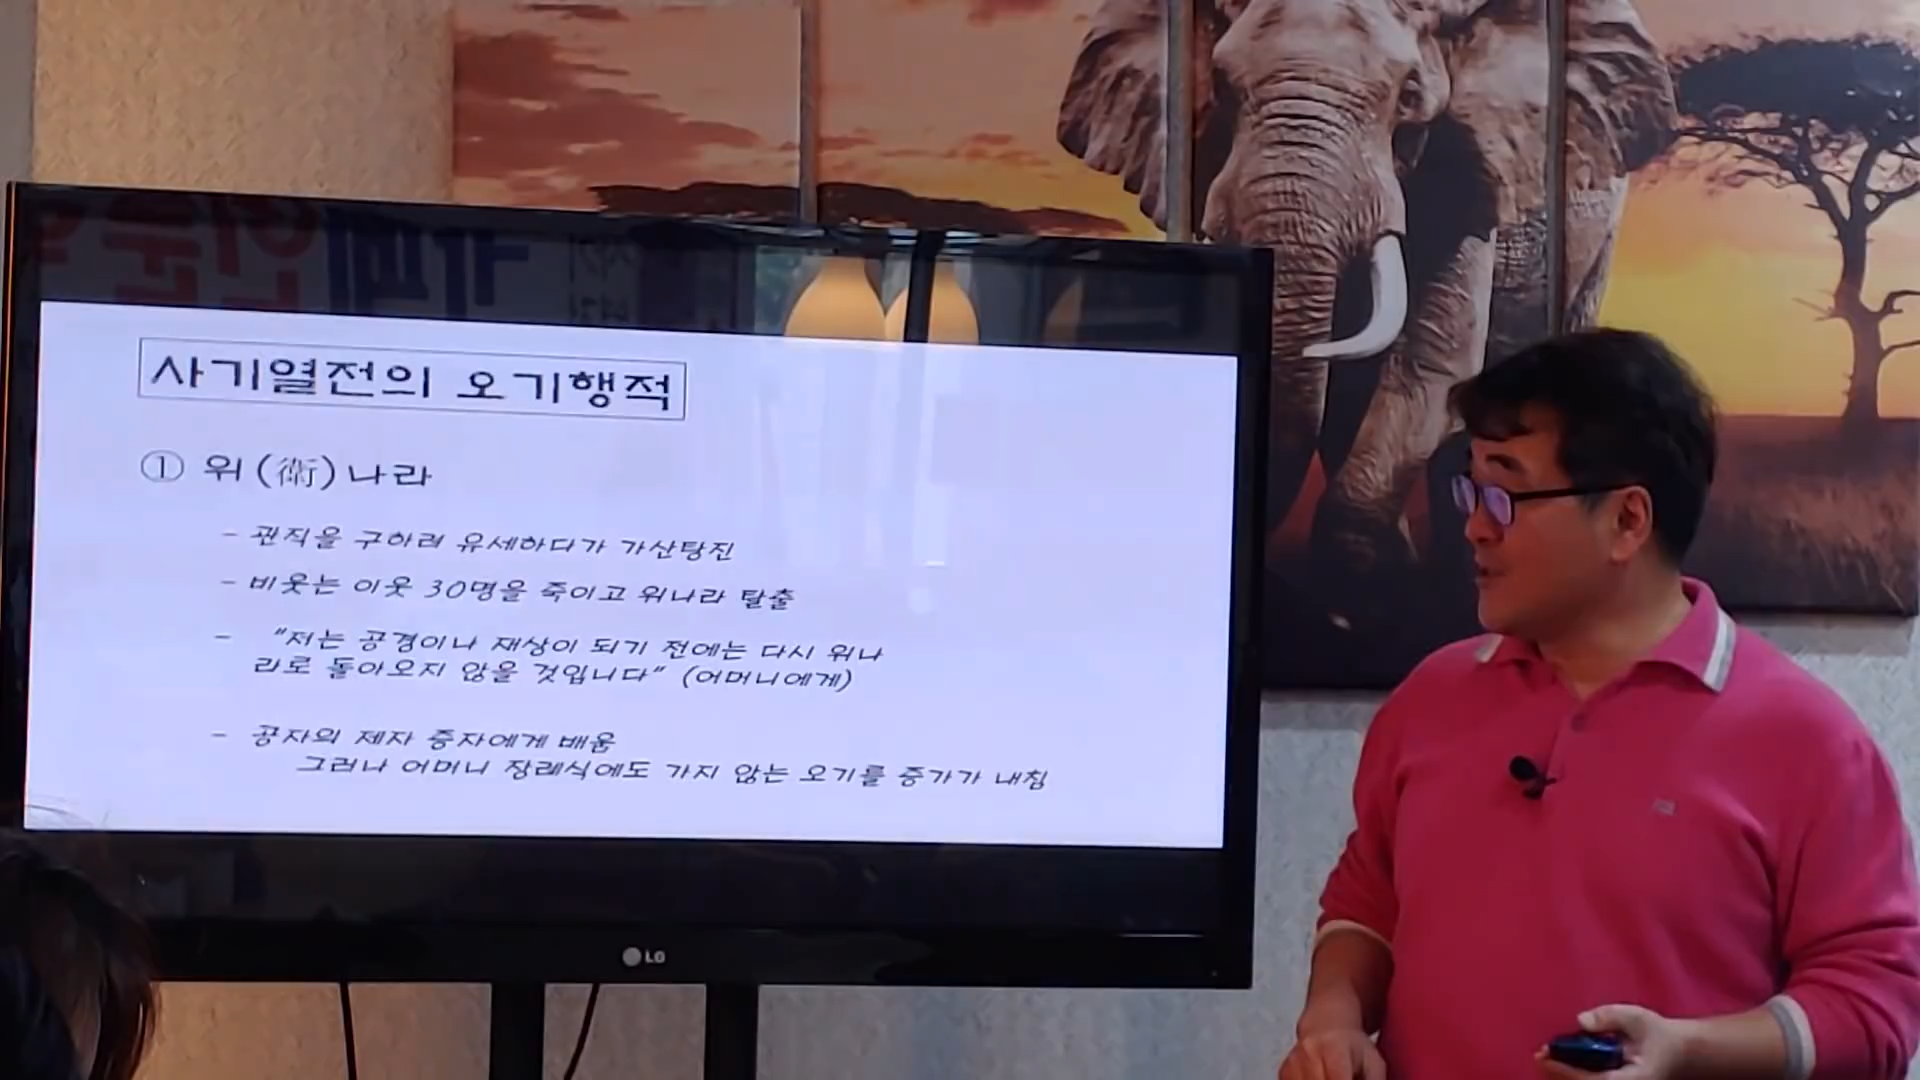 사기열전의 오기행적
① 위(衛)나라
- 관직을 구하려 유세하다가 가산탕진
- 비웃는 이웃 30명을 죽이고 위나라 탈출
- "저는 공경이나 재상이 되기 전에는 다시 위나
라로 돌아오지 않을 것입니다" (어머니에게)
- 공자의 제자 증자에게 배움
그러나 어머니 장례식에도 가지 않는 오기를 증가가 내침
LG